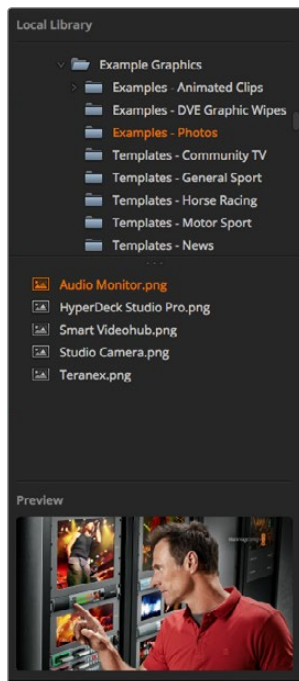 Local Library
Example Graphics
Examples - Animated Clips
Examples - DVE Graphic Wipes
Examples - Photos
Templates - Community TV
Templates - General Sport
Templates - Horse Racing
Templates - Motor Sport
Templates - News
Audio Monitor.png
HyperDeck Studio Pro.png
Smart Videohub.png
Studio Camera.png
Teranex.png
Preview